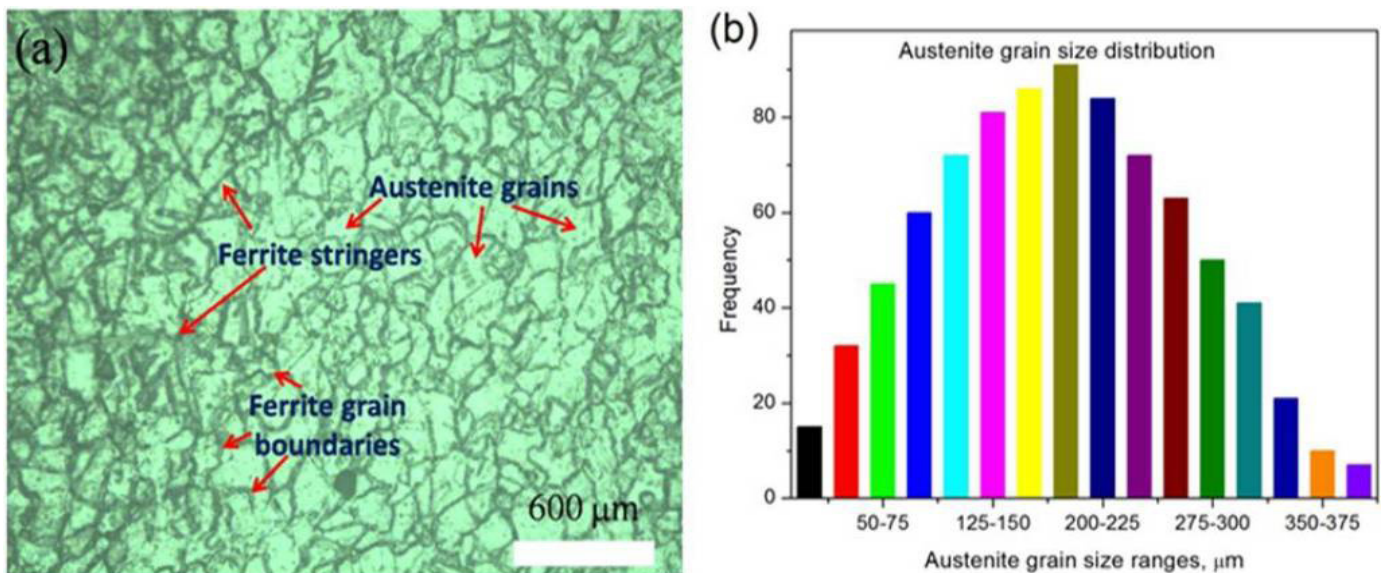 (a)
Austenite grains
Ferrite stringers
Ferrite grain
boundaries
600 μm
(b)
Austenite grain size distribution
Frequency
80
60
40
20
0
50-75
125-150
200-225
275-300
350-375
Austenite grain size ranges, μm